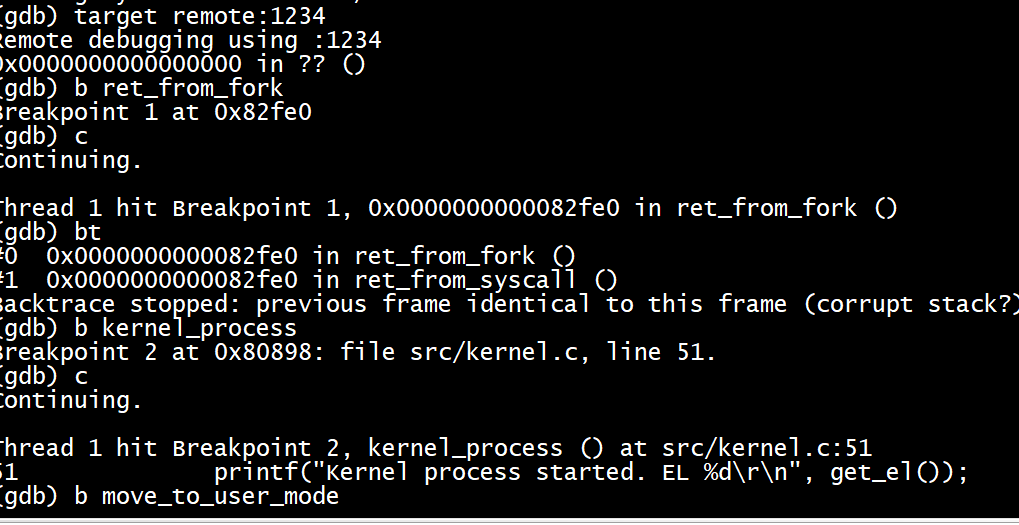 (gdb) target remote:1234
Remote debugging using :1234
0x0000000000000000 in ?? ()
(gdb) b ret_from_fork
Breakpoint 1 at 0x82fe0
(gdb) c
Continuing.
Thread 1 hit Breakpoint 1, 0x0000000000082fe0 in ret_from_fork ()
(gdb) bt
#0  0x0000000000082fe0 in ret_from_fork ()
#1  0x0000000000082fe0 in ret_from_syscall ()
Backtrace stopped: previous frame identical to this frame (corrupt stack?)
(gdb) b kernel_process
Breakpoint 2 at 0x80898: file src/kernel.c, line 51.
(gdb) c
Continuing.
Thread 1 hit Breakpoint 2, kernel_process () at src/kernel.c:51
51              printf("Kernel process started. EL %d\r\n", get_el());
(gdb) b move_to_user_mode